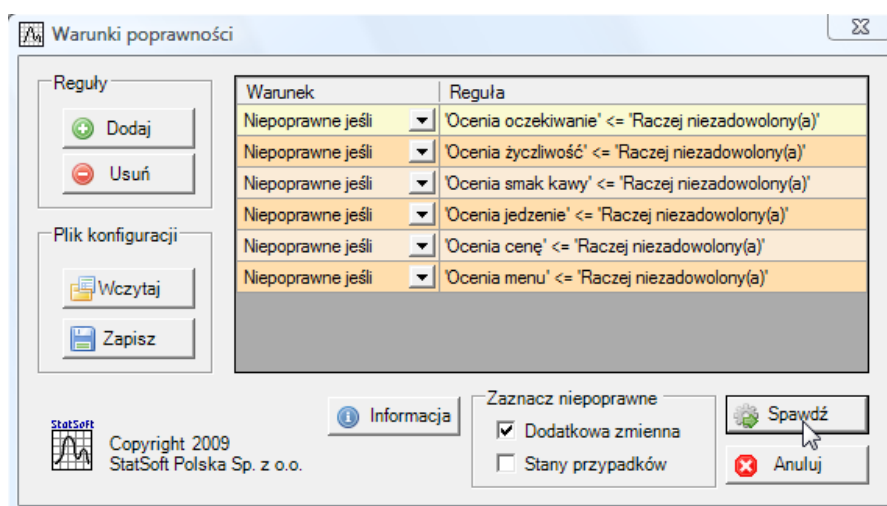 Warunki poprawności
Reguły
Dodaj
Usuń
Plik konfiguracji
Wczytaj
Zapisz
Warunek Reguła
Niepoprawne jeśli 'Ocenia oczekiwanie' <= 'Raczej niezadowolony(a)'
Niepoprawne jeśli 'Ocenia życzliwość' <= 'Raczej niezadowolony(a)'
Niepoprawne jeśli 'Ocenia smak kawy' <= 'Raczej niezadowolony(a)'
Niepoprawne jeśli 'Ocenia jedzenie' <= 'Raczej niezadowolony(a)'
Niepoprawne jeśli 'Ocenia cenę' <= 'Raczej niezadowolony(a)'
Niepoprawne jeśli 'Ocenia menu' <= 'Raczej niezadowolony(a)'
StatSoft
Copyright 2009
StatSoft Polska Sp. z o.o.
Informacja
Zaznacz niepoprawne
Dodatkowa zmienna
Stany przypadków
Spawdź
Anuluj